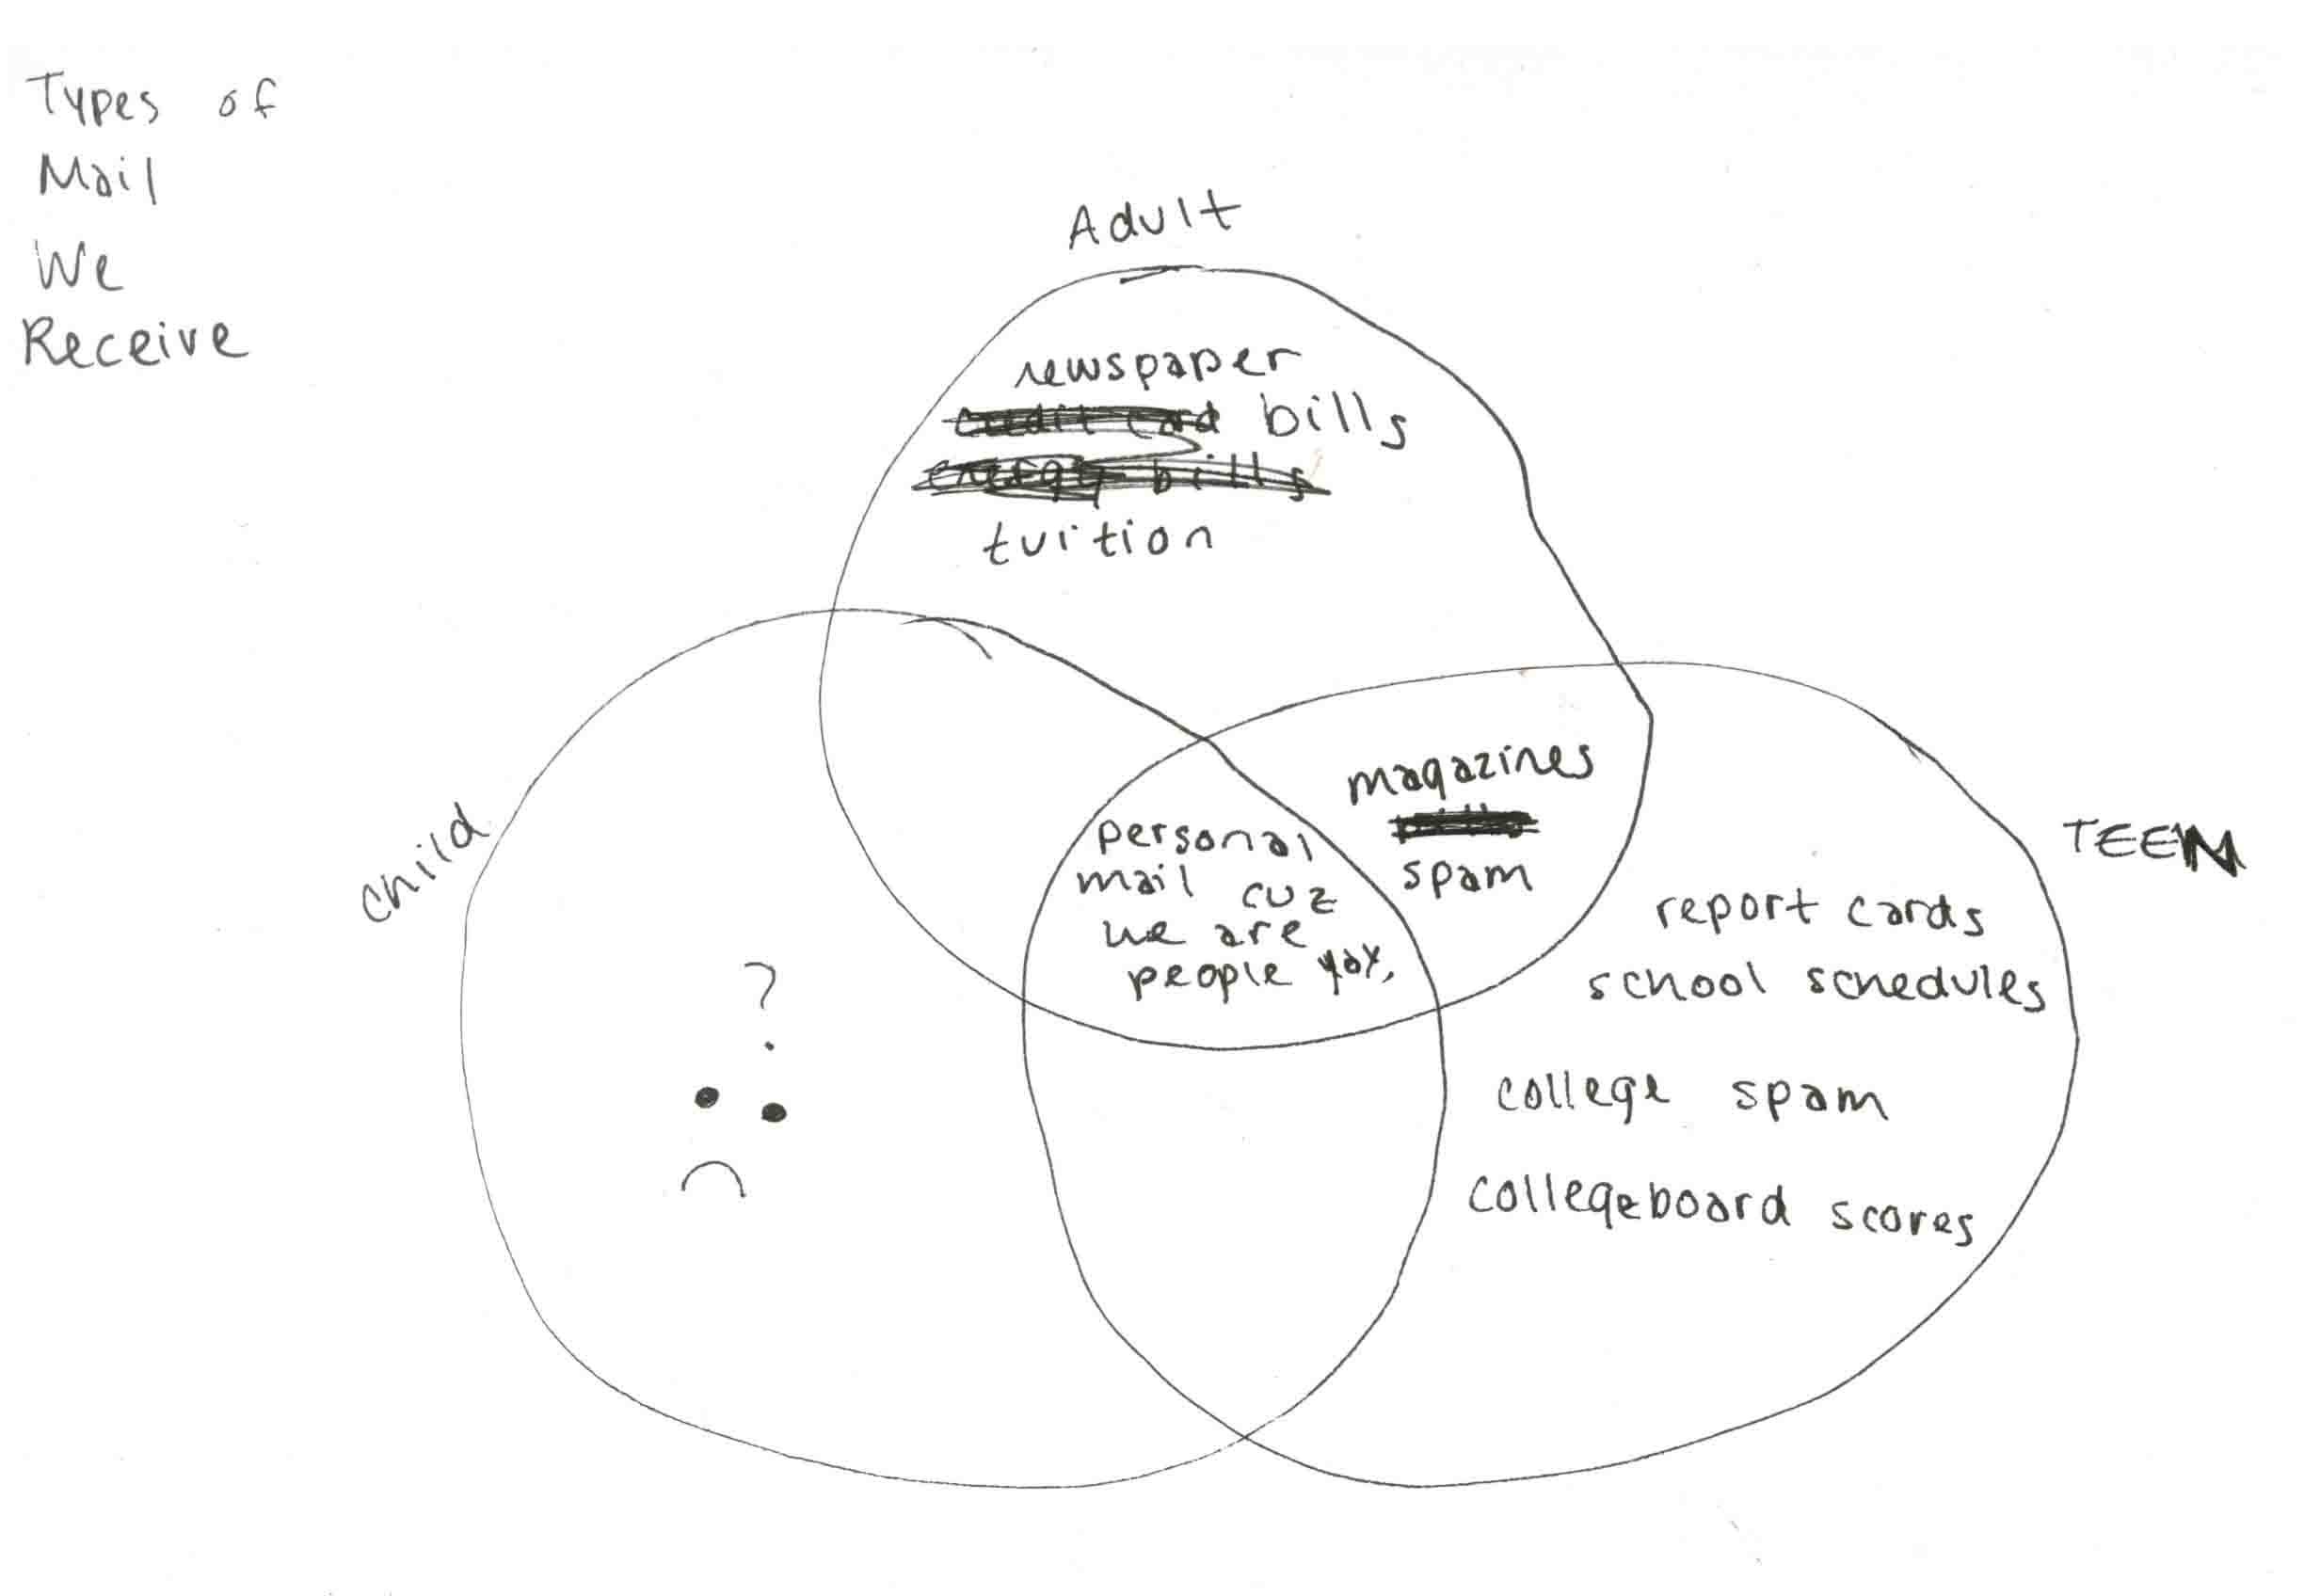 Types of
Mail
We
Receive
Adult
newspaper
credit card bills
energy bills
tuition
child
TEEN
magazines
spam
personal
mail cuz
we are
people yay,
report cards
school schedules
college spam
collegeboard scores
?